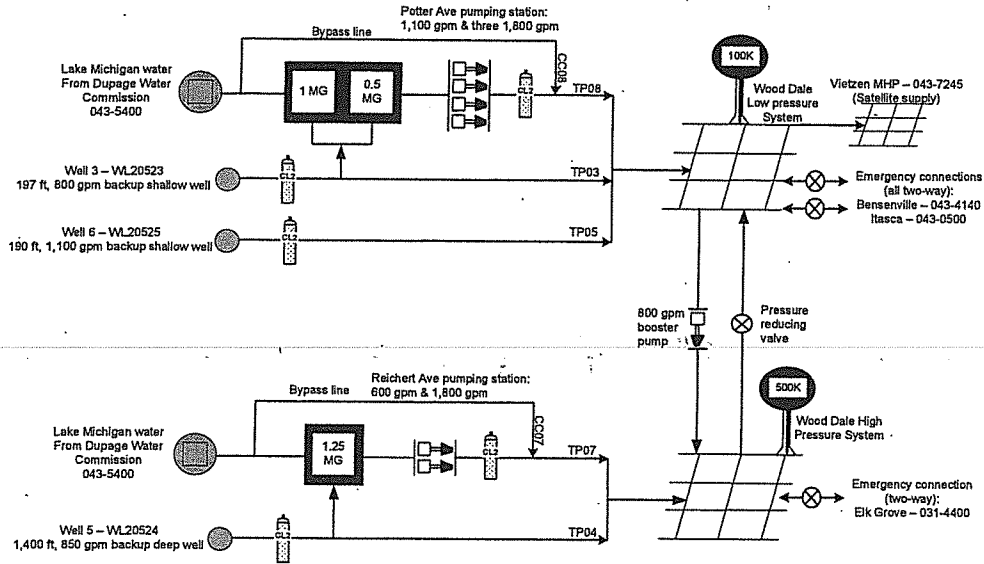 Potter Ave pumping station:
1,100 gpm & three 1,800 gpm
Bypass line
Lake Michigan water
From Dupage Water
Commission
043-5400
1 MG
0.5
MG
CL2
CC08
TP08
100K
Wood Dale
Low pressure
System
Vietzen MHP – 043-7245
(Satellite supply)
Well 3 – WL20523
197 ft, 800 gpm backup shallow well
CL2
TP03
Emergency connections
(all two-way):
Bensenville – 043-4140
Itasca – 043-0500
Well 6 – WL20525
190 ft, 1,100 gpm backup shallow well
CL2
TP05
800 gpm
booster
pump
Pressure
reducing
valve
Reichert Ave pumping station:
600 gpm & 1,800 gpm
Bypass line
Lake Michigan water
From Dupage Water
Commission
043-5400
1.25
MG
CL2
CC07
TP07
500K
Wood Dale High
Pressure System
Emergency connection
(two-way):
Elk Grove – 031-4400
Well 5 – WL20524
1,400 ft, 850 gpm backup deep well
CL2
TP04